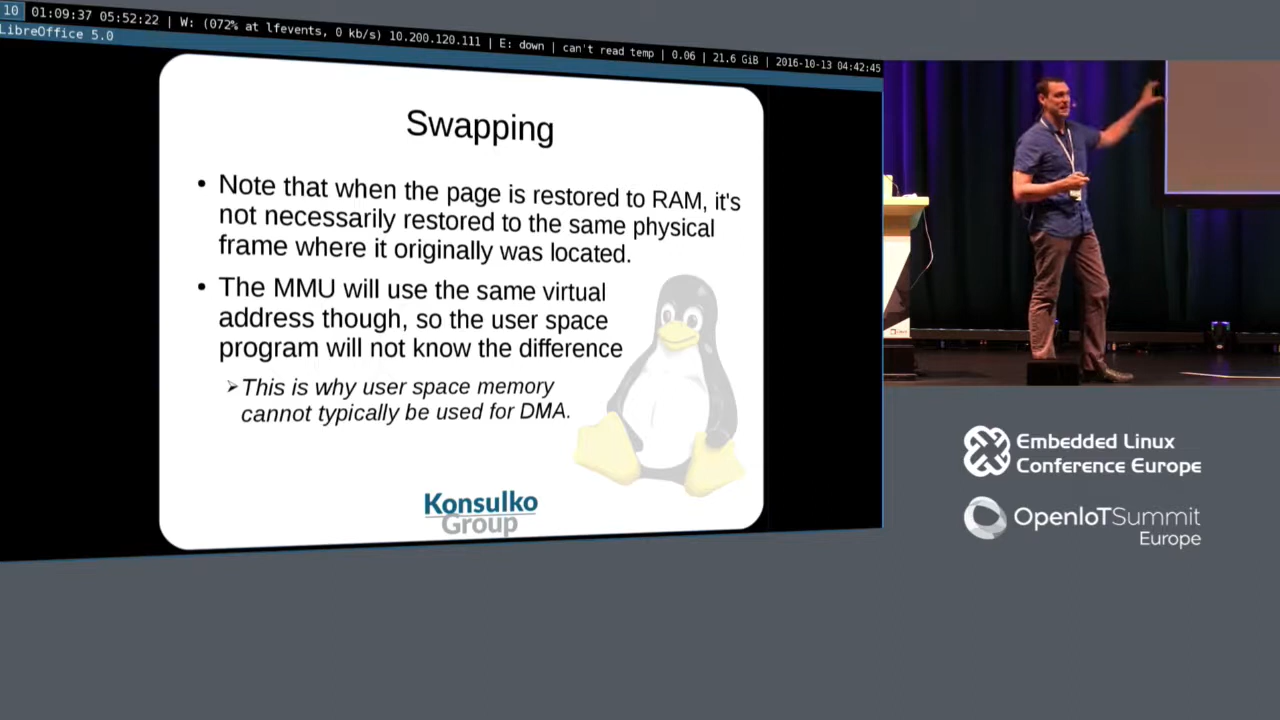 10 01:09:37 05:52:22 | W: (072% at lfevents, 0 kb/s) 10.200.120.111 | E: down | can't read temp | 0.06 | 21.6 GiB | 2016-10-13 04:42:45
LibreOffice 5.0
Swapping
• Note that when the page is restored to RAM, it's
not necessarily restored to the same physical
frame where it originally was located.
• The MMU will use the same virtual
address though, so the user space
program will not know the difference
➢This is why user space memory
cannot typically be used for DMA.
Konsulko
Group
Embedded Linux
Conference Europe
OpenIoTSummit
Europe